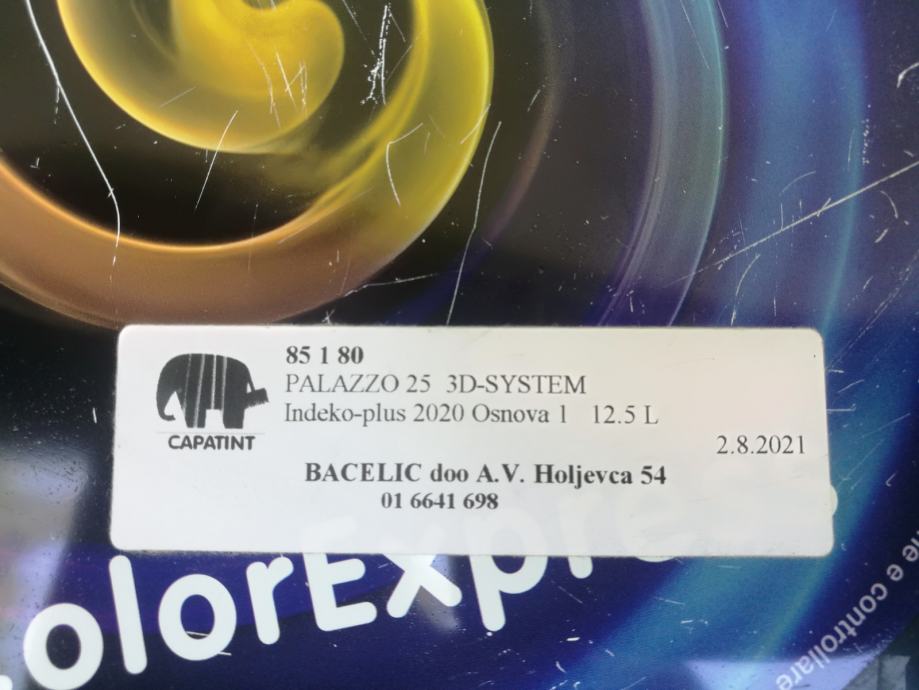 85 1 80
PALAZZO 25 3D-SYSTEM
Indeko-plus 2020 Osnova 1 12.5 L
CAPATINT
2.8.2021
BACELIC doo A.V. Holjevca 54
01 6641 698
olorExpre
e controllare